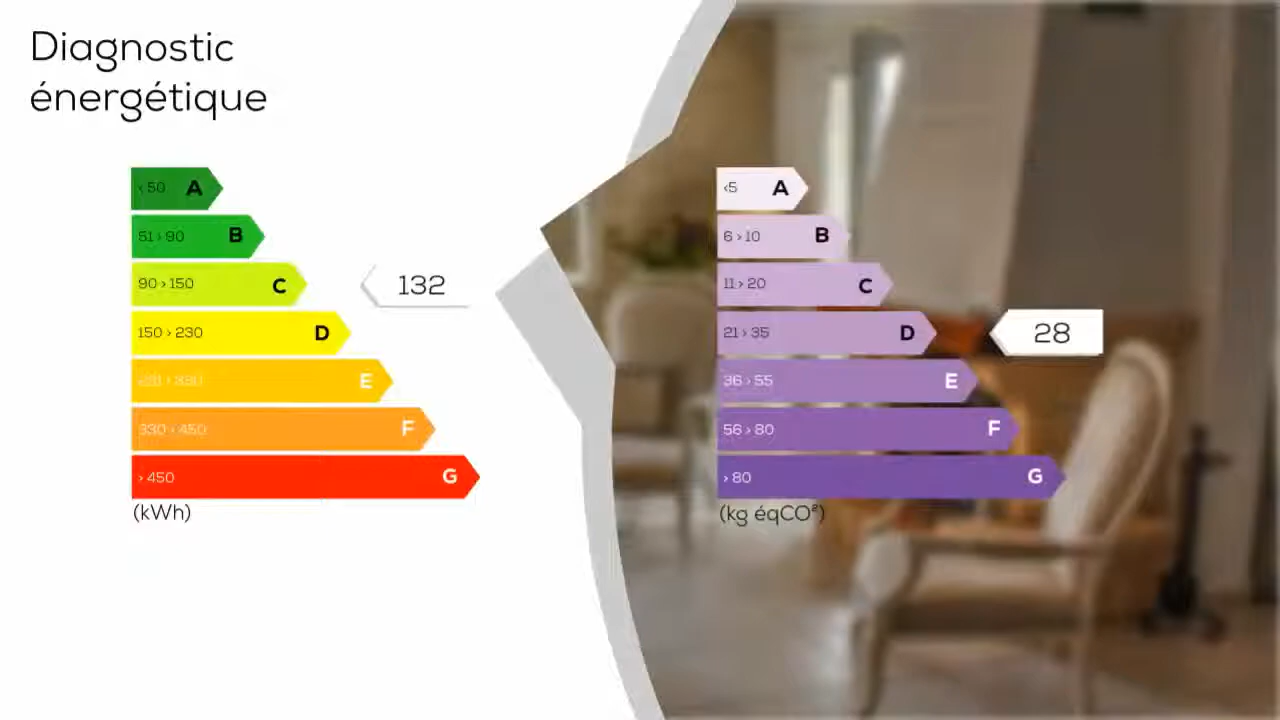 Diagnostic
énergétique
< 50 A
51 > 90 B
90 > 150 C
132
150 > 230 D
E
330 > 450 F
> 450 G
(kWh)
<5 A
6 > 10 B
11 > 20 C
21 > 35 D
28
36 > 55 E
56 > 80 F
> 80 G
(kg éqCO²)